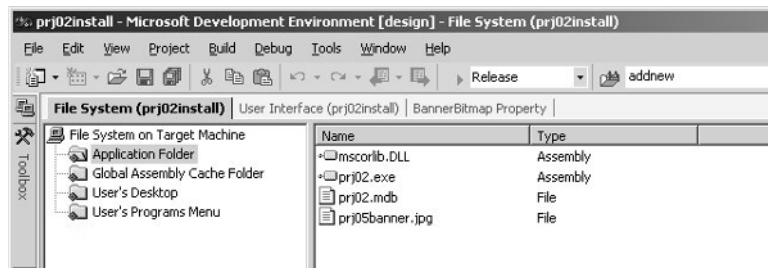 prj02install - Microsoft Development Environment [design] - File System (prj02install)
File Edit View Project Build Debug Tools Window Help
Release addnew
File System (prj02install) User Interface (prj02install) BannerBitmap Property
Toolbox
File System on Target Machine
Application Folder
Global Assembly Cache Folder
User's Desktop
User's Programs Menu
Name Type
mscorlib.DLL Assembly
prj02.exe Assembly
prj02.mdb File
prj05banner.jpg File